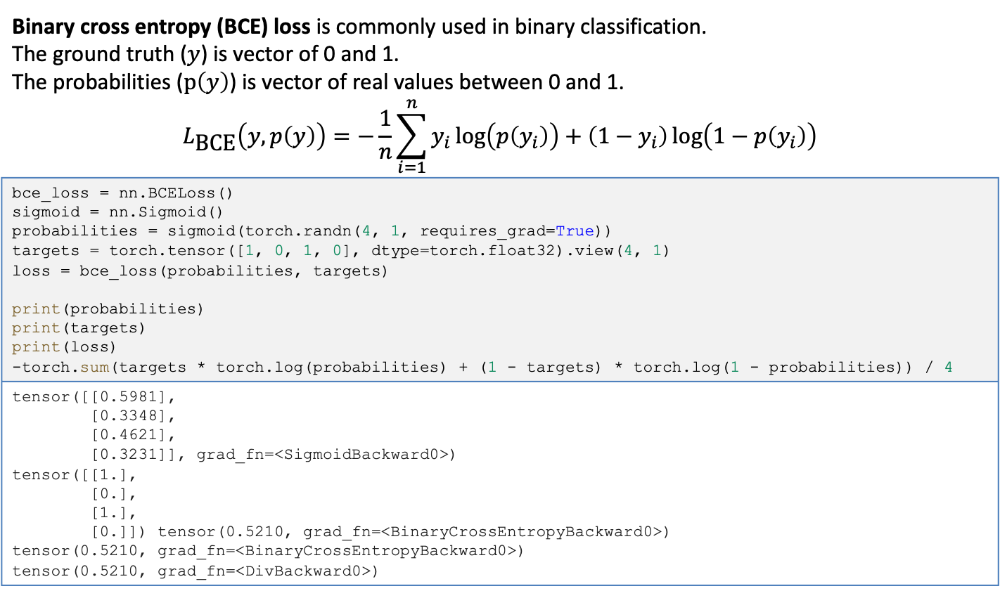 Binary cross entropy (BCE) loss is commonly used in binary classification.
The ground truth (y) is vector of 0 and 1.
The probabilities (p(y)) is vector of real values between 0 and 1.
L_BCE(y, p(y)) = −1/n ∑_{i=1}^{n} y_i log(p(y_i)) + (1 − y_i) log(1 − p(y_i))
bce_loss = nn.BCELoss()
sigmoid = nn.Sigmoid()
probabilities = sigmoid(torch.randn(4, 1, requires_grad=True))
targets = torch.tensor([1, 0, 1, 0], dtype=torch.float32).view(4, 1)
loss = bce_loss(probabilities, targets)

print(probabilities)
print(targets)
print(loss)
-torch.sum(targets * torch.log(probabilities) + (1 - targets) * torch.log(1 - probabilities)) / 4
tensor([[0.5981],
        [0.3348],
        [0.4621],
        [0.3231]], grad_fn=<SigmoidBackward0>)
tensor([[1.],
        [0.],
        [1.],
        [0.]]) tensor(0.5210, grad_fn=<BinaryCrossEntropyBackward0>)
tensor(0.5210, grad_fn=<BinaryCrossEntropyBackward0>)
tensor(0.5210, grad_fn=<DivBackward0>)